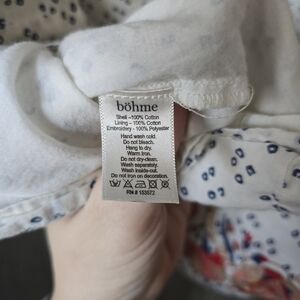 böhme
Shell - 100% Cotton
Lining - 100% Cotton
Embroidery - 100% Polyester
Hand wash cold.
Do not bleach.
Hang to dry.
Warm iron.
Do not dry-clean.
Wash separately.
Wash inside-out.
Do not iron on decoration.
RN # 153572